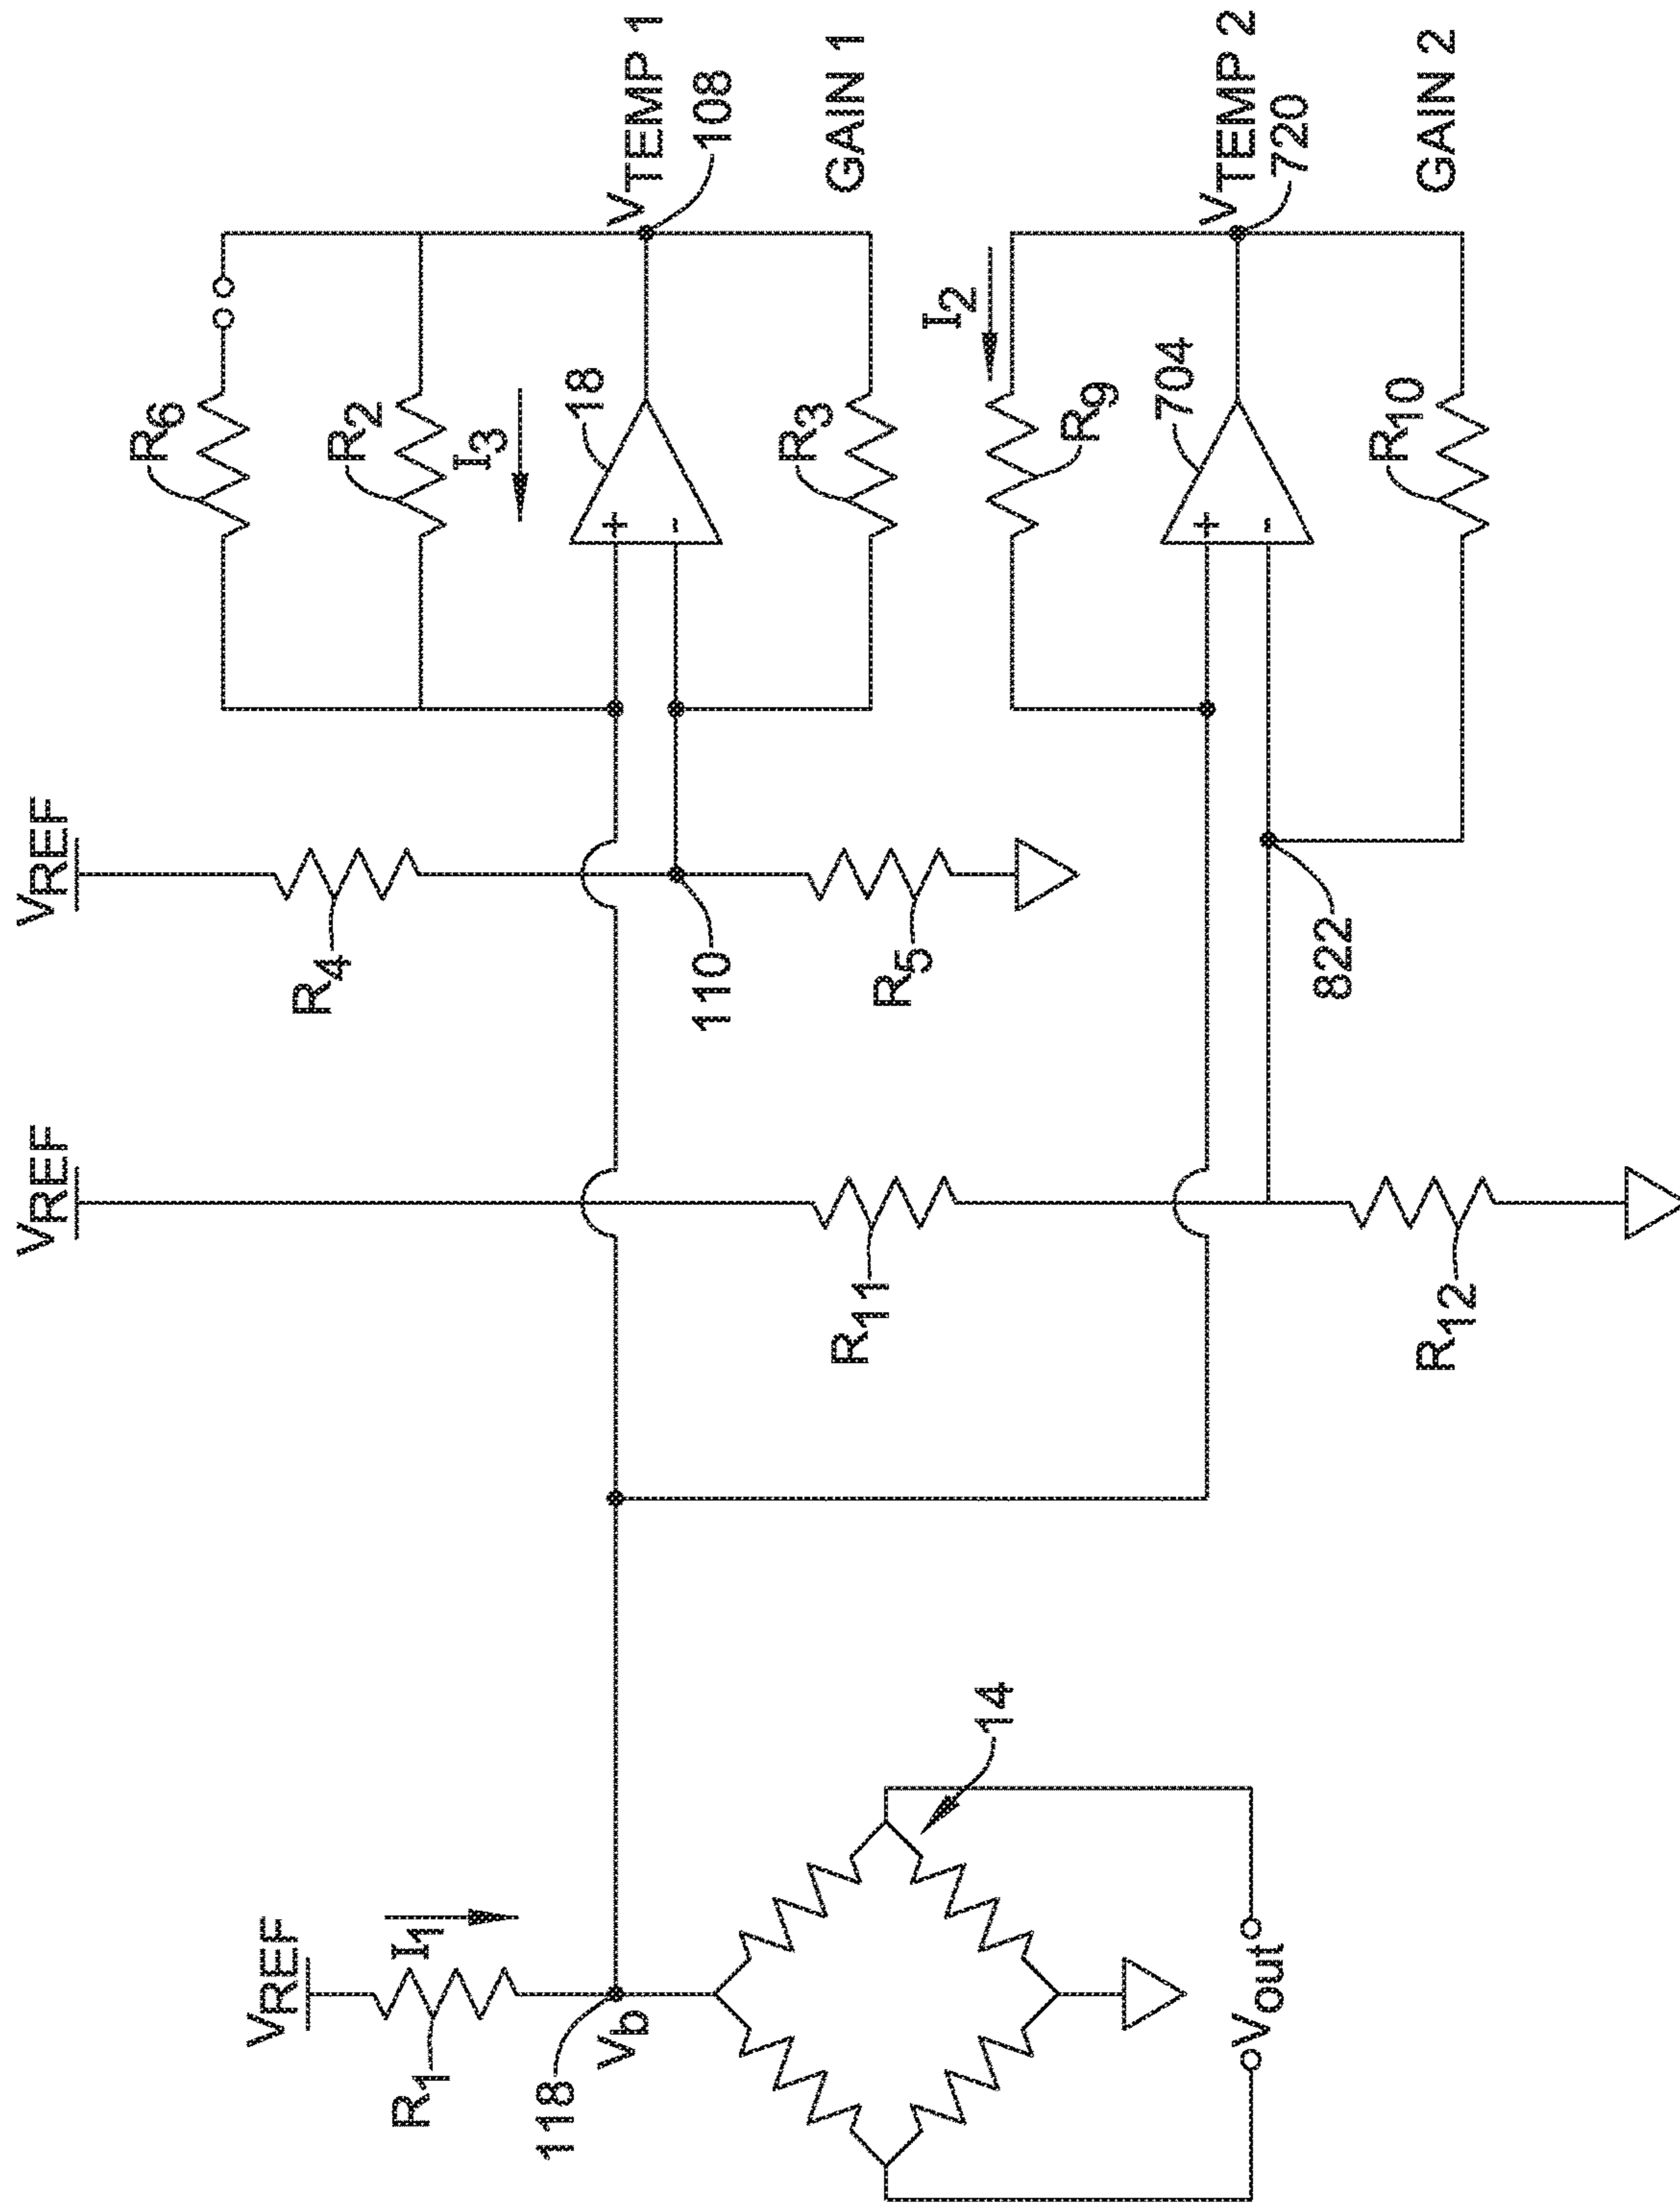 VREF
VREF
VREF
R1
I1
118
Vb
14
Vout
R11
R12
R4
110
R5
822
R6
R2
I3
18
R3
I2
R9
704
R10
VTEMP 1
108
GAIN 1
VTEMP 2
720
GAIN 2
+
-
+
-